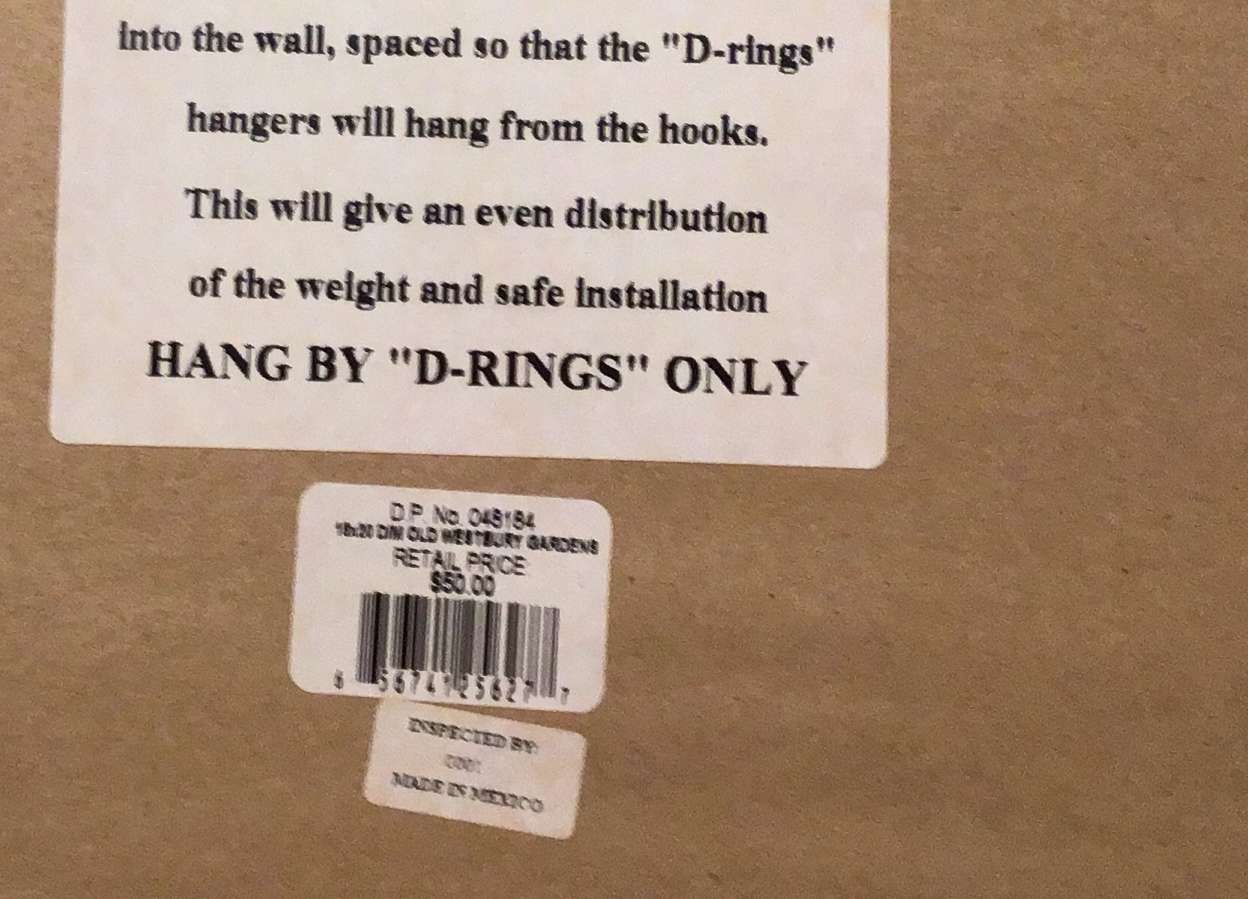 into the wall, spaced so that the "D-rings"
hangers will hang from the hooks.
This will give an even distribution
of the weight and safe installation
HANG BY "D-RINGS" ONLY
D.P. No. 048184
18x20 DIM OLD WESTBURY GARDENS
RETAIL PRICE
$50.00
INSPECTED BY:
MADE IN MEXICO